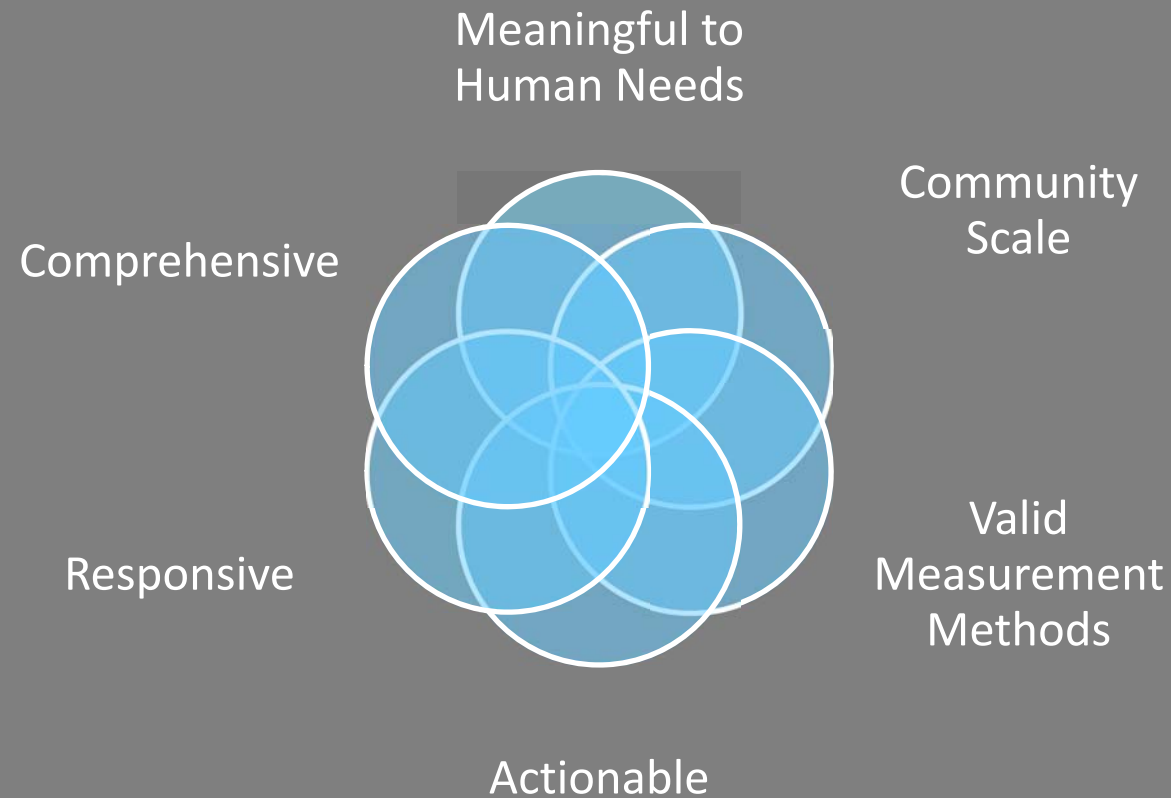 Meaningful to
Human Needs
Community
Scale
Valid
Measurement
Methods
Actionable
Responsive
Comprehensive